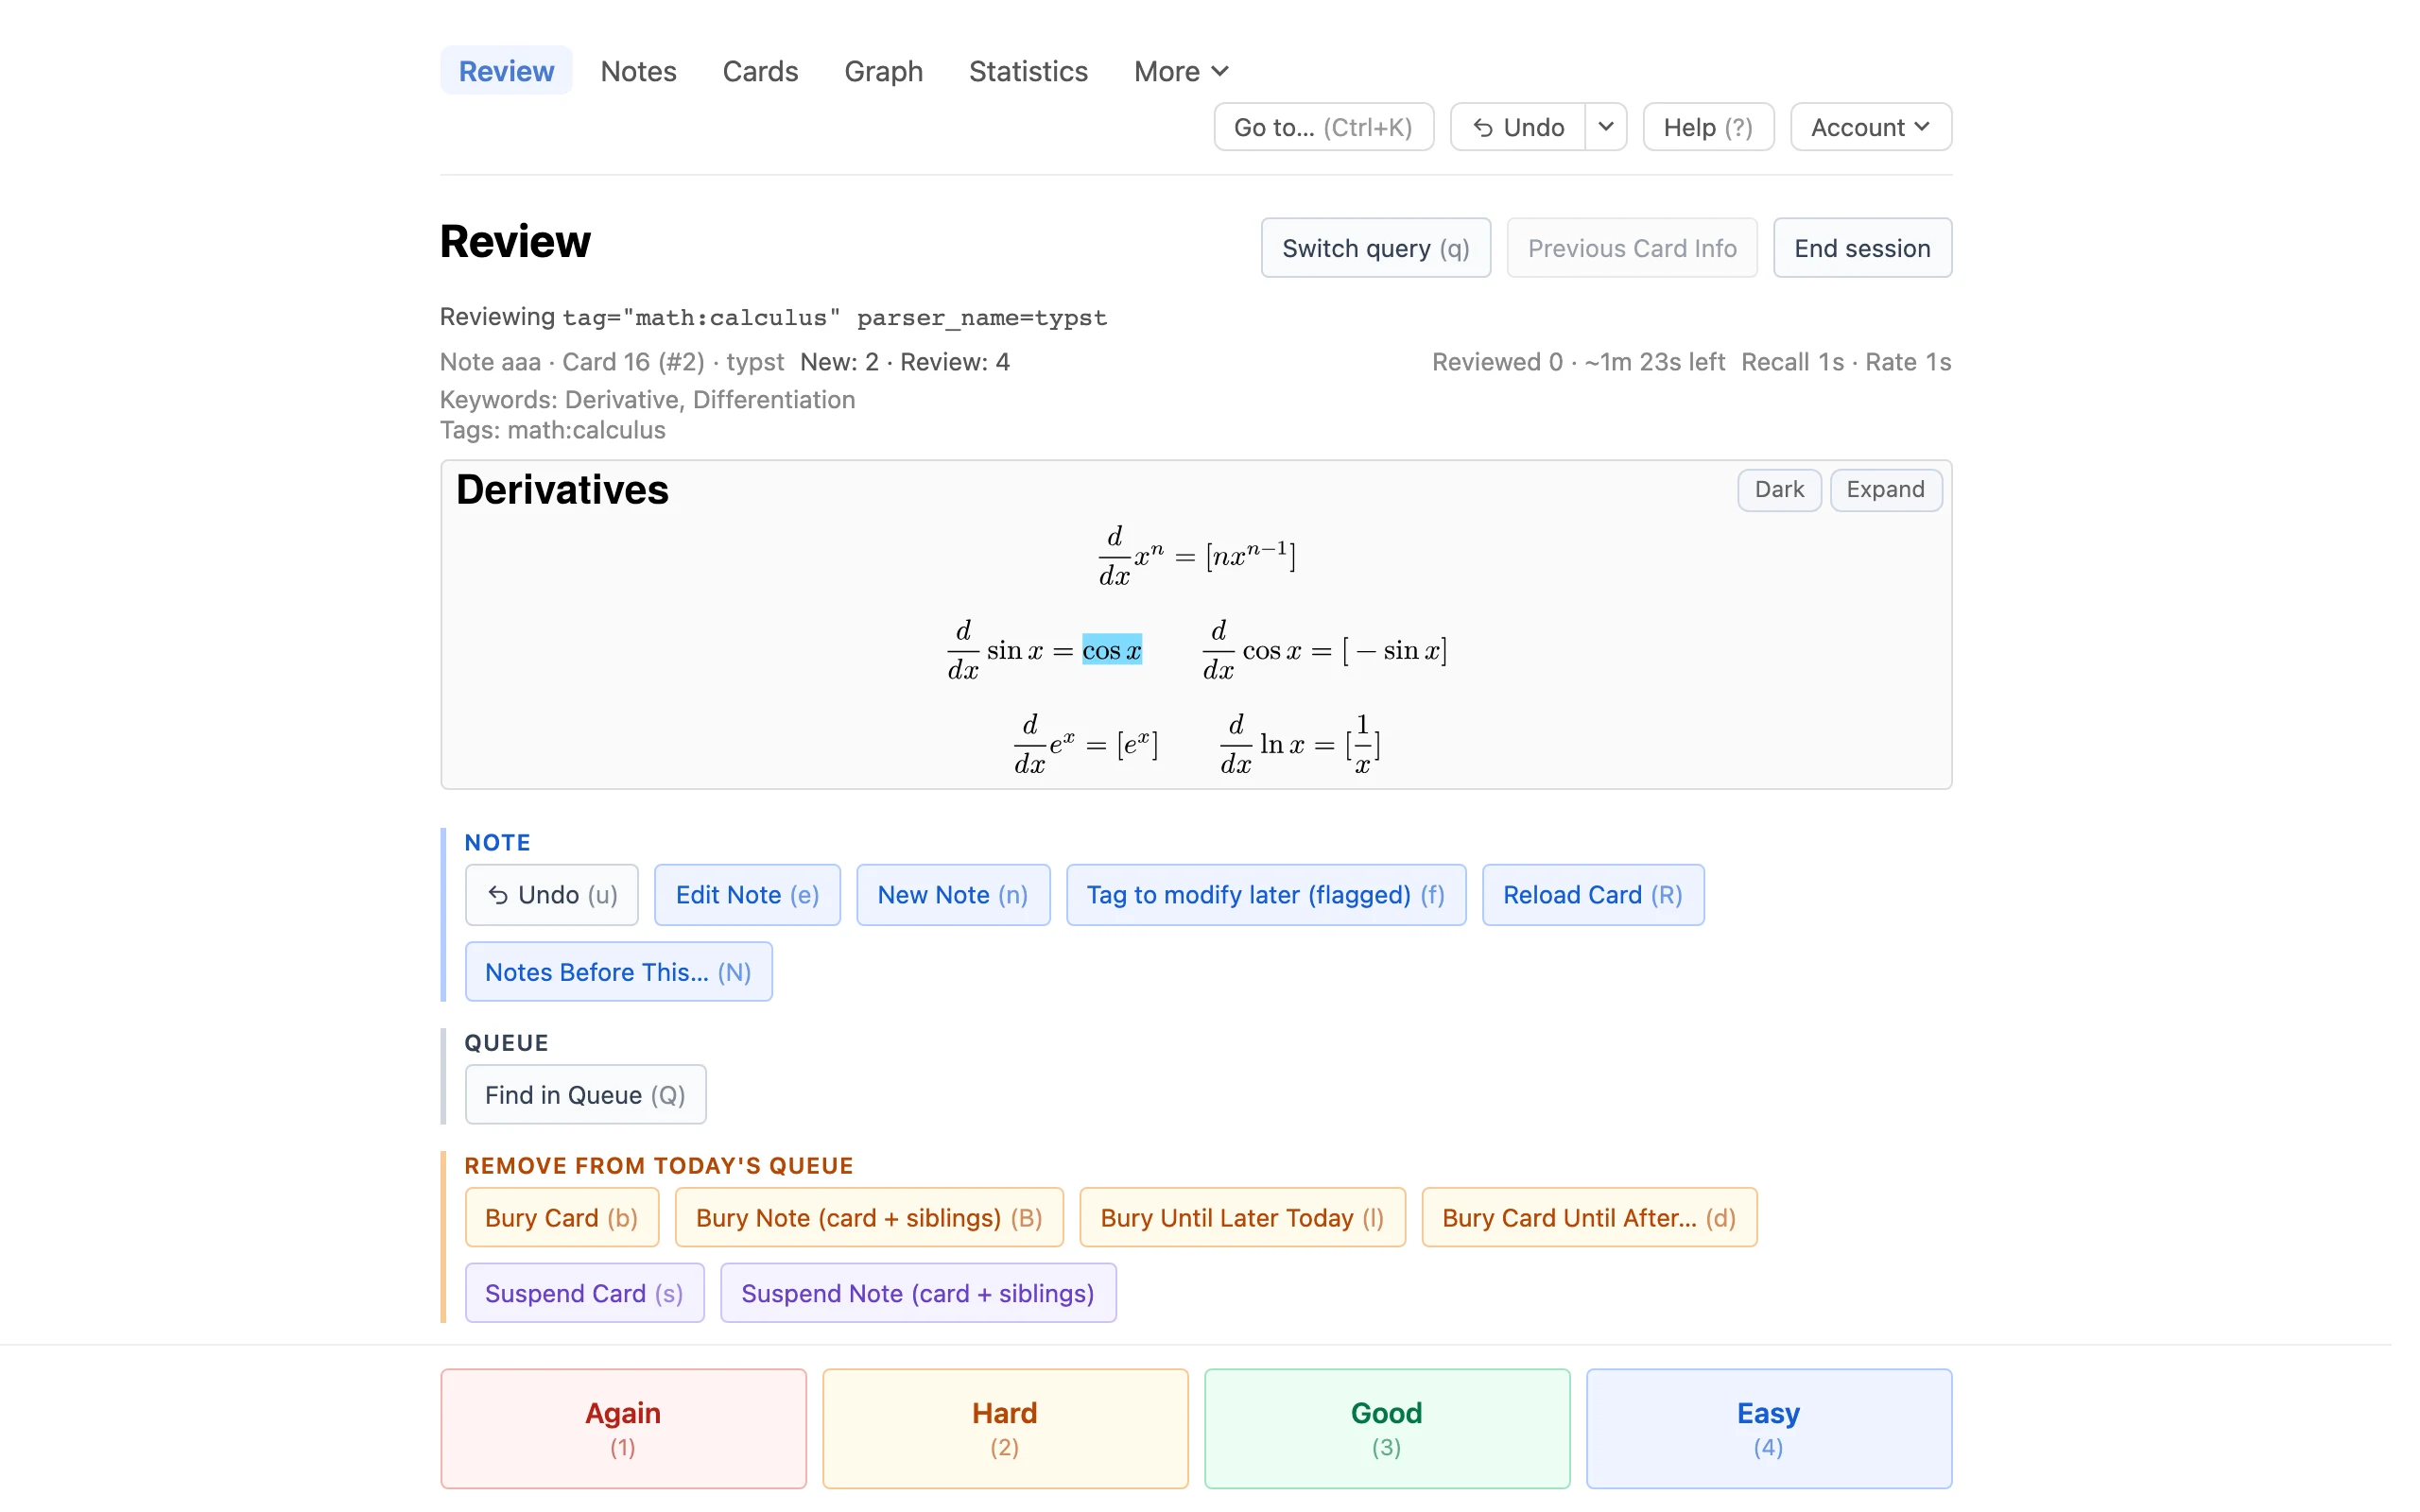 Review Notes Cards Graph Statistics More
Go to... (Ctrl+K) Undo Help (?) Account
Review Switch query (q) Previous Card Info End session
Reviewing tag="math:calculus" parser_name=typst
Note aaa · Card 16 (#2) · typst New: 2 · Review: 4 Reviewed 0 · ~1m 23s left Recall 1s · Rate 1s
Keywords: Derivative, Differentiation
Tags: math:calculus
Derivatives Dark Expand
d/dx xⁿ = [nxⁿ⁻¹]
d/dx sin x = cos x d/dx cos x = [− sin x]
d/dx eˣ = [eˣ] d/dx ln x = [1/x]
NOTE
Undo (u) Edit Note (e) New Note (n) Tag to modify later (flagged) (f) Reload Card (R)
Notes Before This... (N)
QUEUE
Find in Queue (Q)
REMOVE FROM TODAY'S QUEUE
Bury Card (b) Bury Note (card + siblings) (B) Bury Until Later Today (l) Bury Card Until After... (d)
Suspend Card (s) Suspend Note (card + siblings)
Again Hard Good Easy
(1) (2) (3) (4)